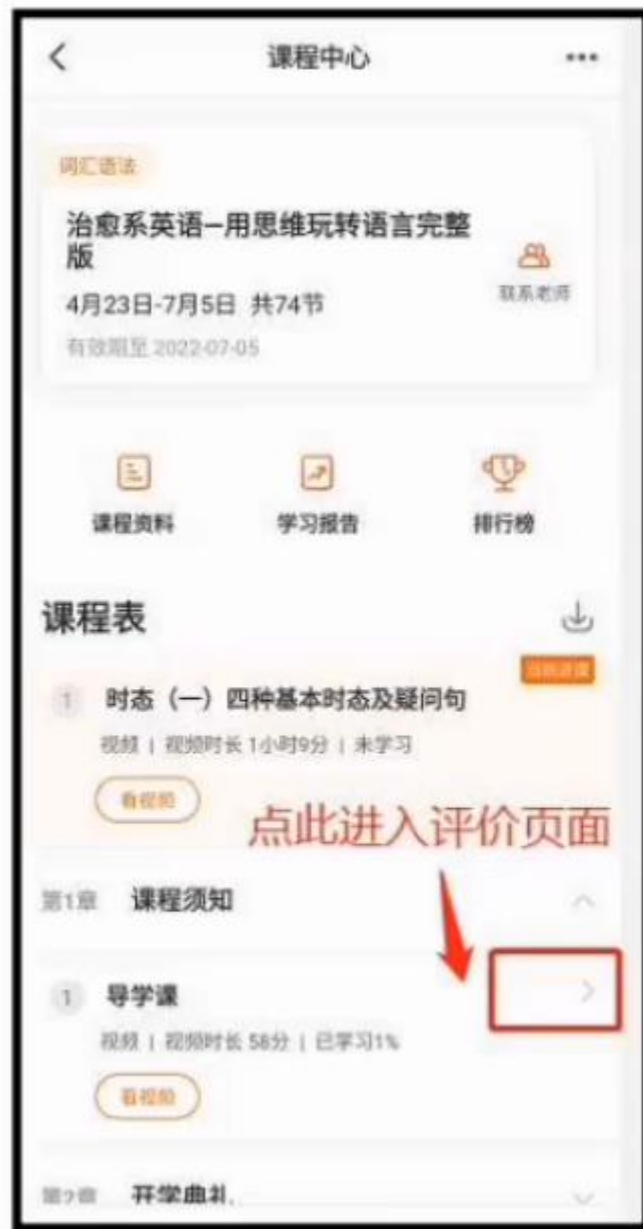 课程中心
词汇语法
治愈系英语—用思维玩转语言完整
版
4月23日-7月5日 共74节
联系老师
有效期至 2022-07-05
课程资料
学习报告
排行榜
课程表
1 时态（一）四种基本时态及疑问句
视频 | 视频时长 1小时9分 | 未学习
看视频
点此进入评价页面
第1章 课程须知
1 导学课
视频 | 视频时长 58分 | 已学习1%
看视频
第2章 开学典礼